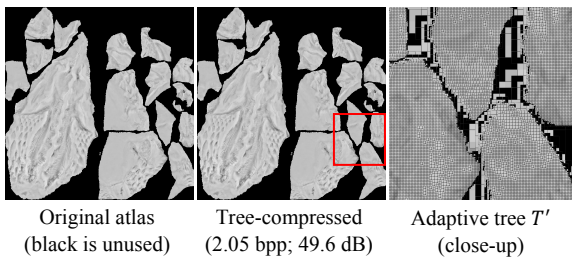 Original atlas
(black is unused)
Tree-compressed
(2.05 bpp; 49.6 dB)
Adaptive tree T′
(close-up)